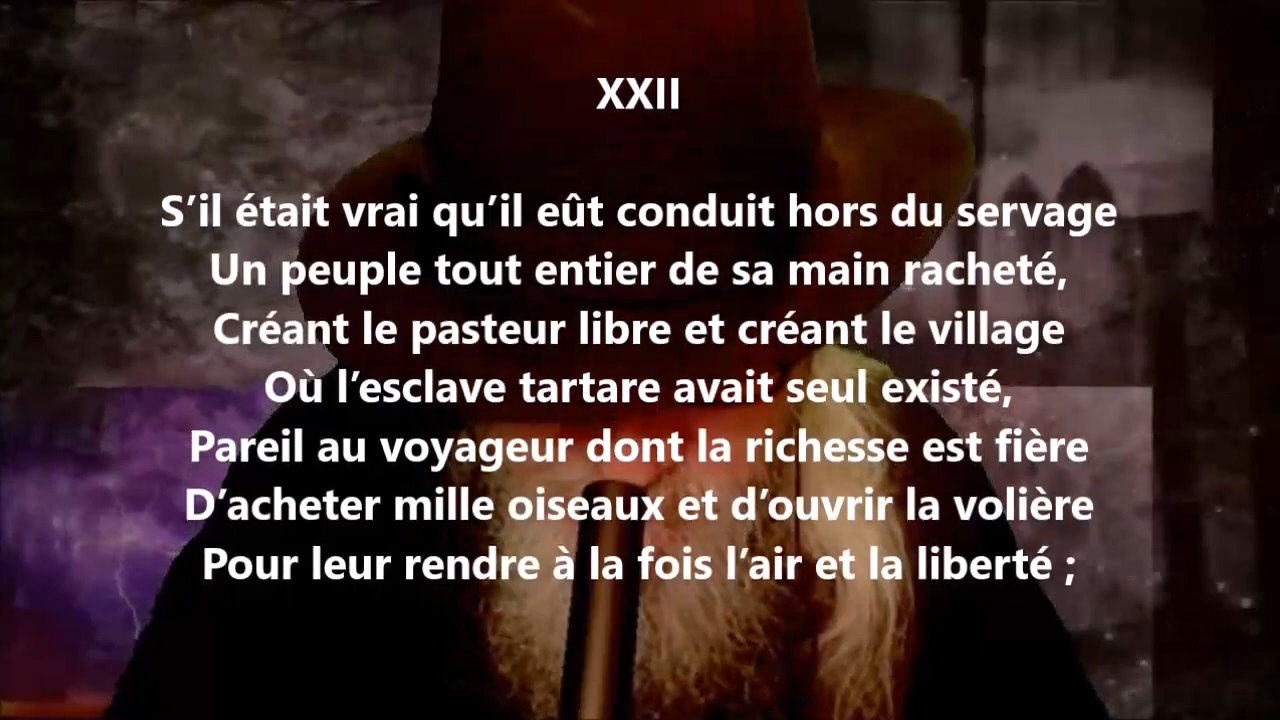 XXII
S’il était vrai qu’il eût conduit hors du servage
Un peuple tout entier de sa main racheté,
Créant le pasteur libre et créant le village
Où l’esclave tartare avait seul existé,
Pareil au voyageur dont la richesse est fière
D’acheter mille oiseaux et d’ouvrir la volière
Pour leur rendre à la fois l’air et la liberté ;